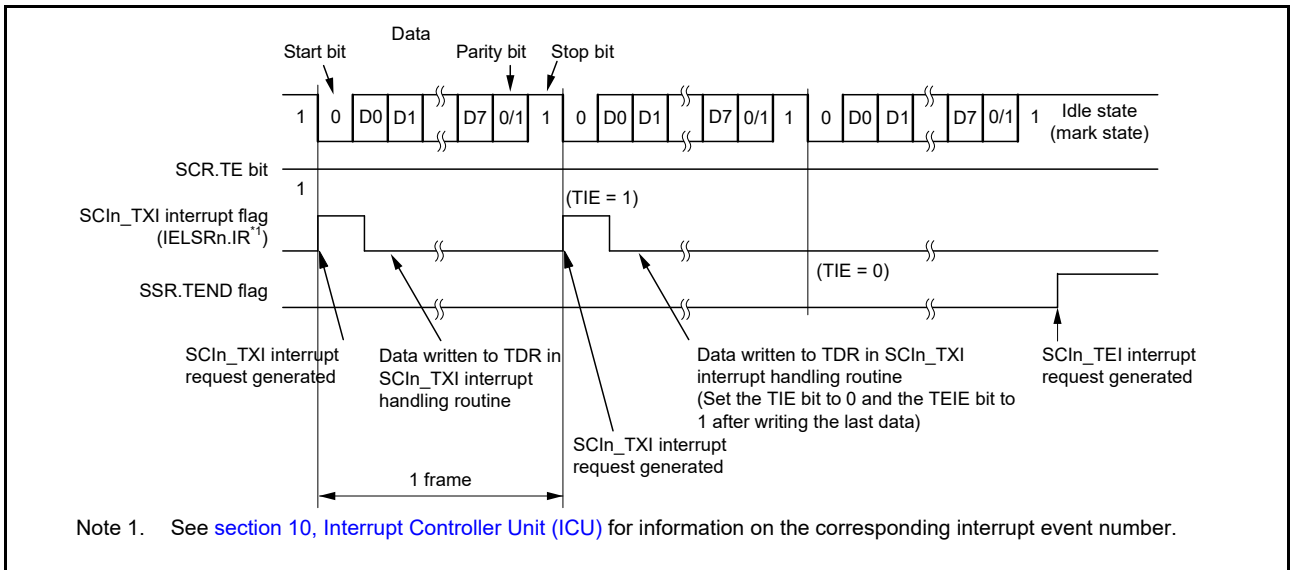 Data
Start bit
Parity bit
Stop bit
1 0 D0 D1 D7 0/1 1 0 D0 D1 D7 0/1 1 0 D0 D1 D7 0/1 1
Idle state
(mark state)
SCR.TE bit
1
(TIE = 1)
SCIn_TXI interrupt flag
(IELSRn.IR*1)
(TIE = 0)
SSR.TEND flag
SCIn_TXI interrupt
request generated
Data written to TDR in
SCIn_TXI interrupt
handling routine
Data written to TDR in SCIn_TXI
interrupt handling routine
(Set the TIE bit to 0 and the TEIE bit to
1 after writing the last data)
SCIn_TEI interrupt
request generated
SCIn_TXI interrupt
request generated
1 frame
Note 1. See section 10, Interrupt Controller Unit (ICU) for information on the corresponding interrupt event number.